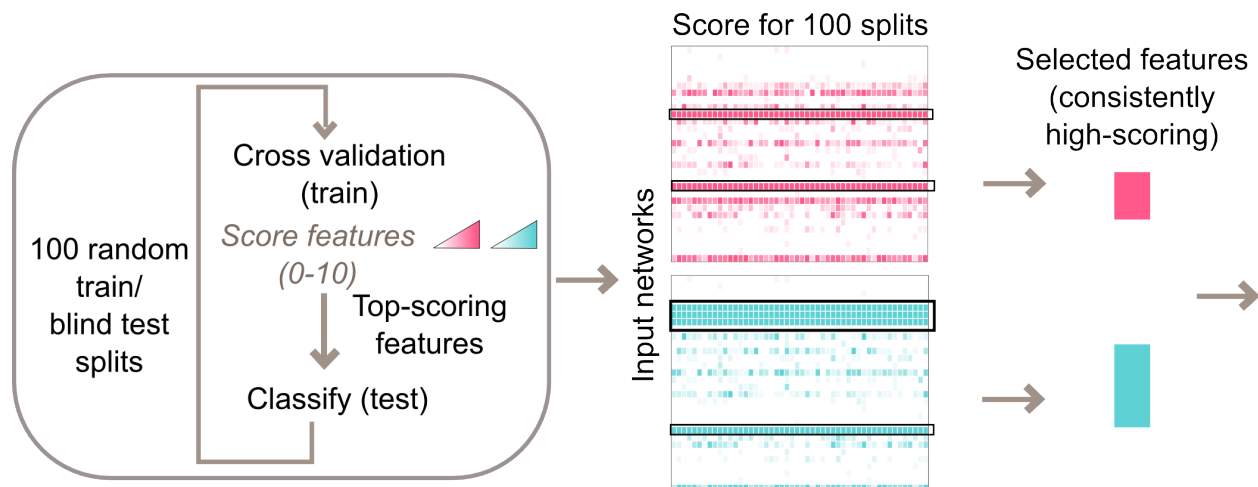 100 random
train/
blind test
splits
Cross validation
(train)
Score features
(0-10)
Top-scoring
features
Classify (test)
Score for 100 splits
Input networks
Selected features
(consistently
high-scoring)